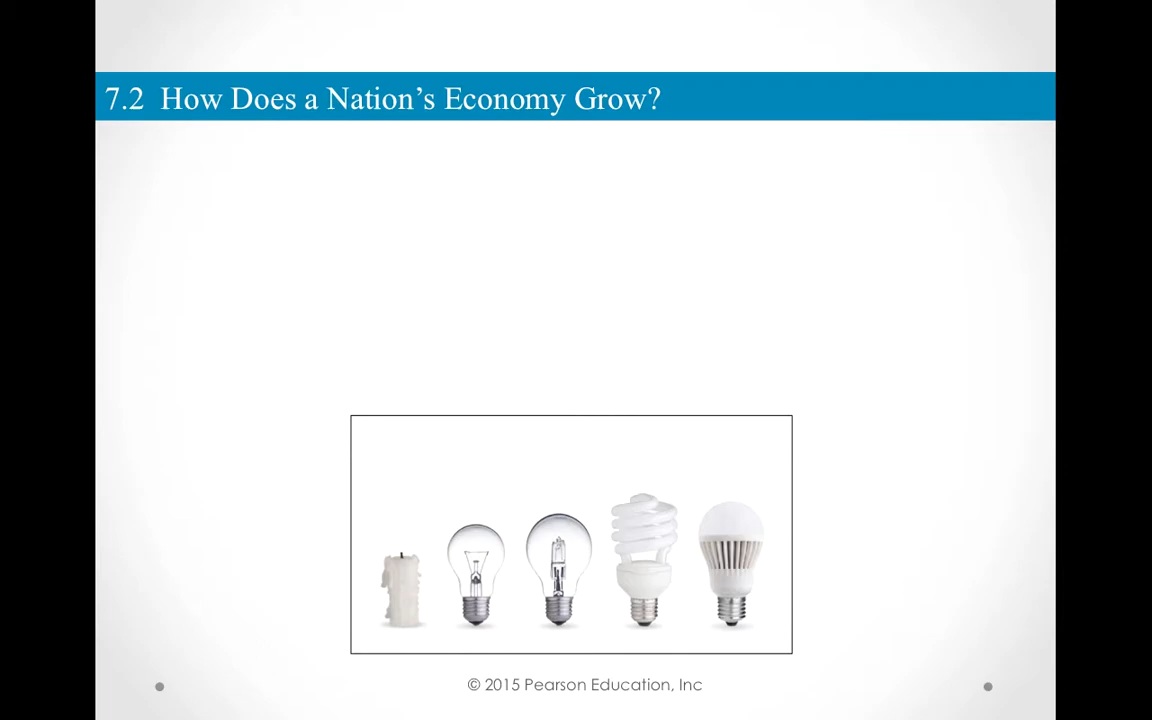 7.2 How Does a Nation’s Economy Grow?
© 2015 Pearson Education, Inc